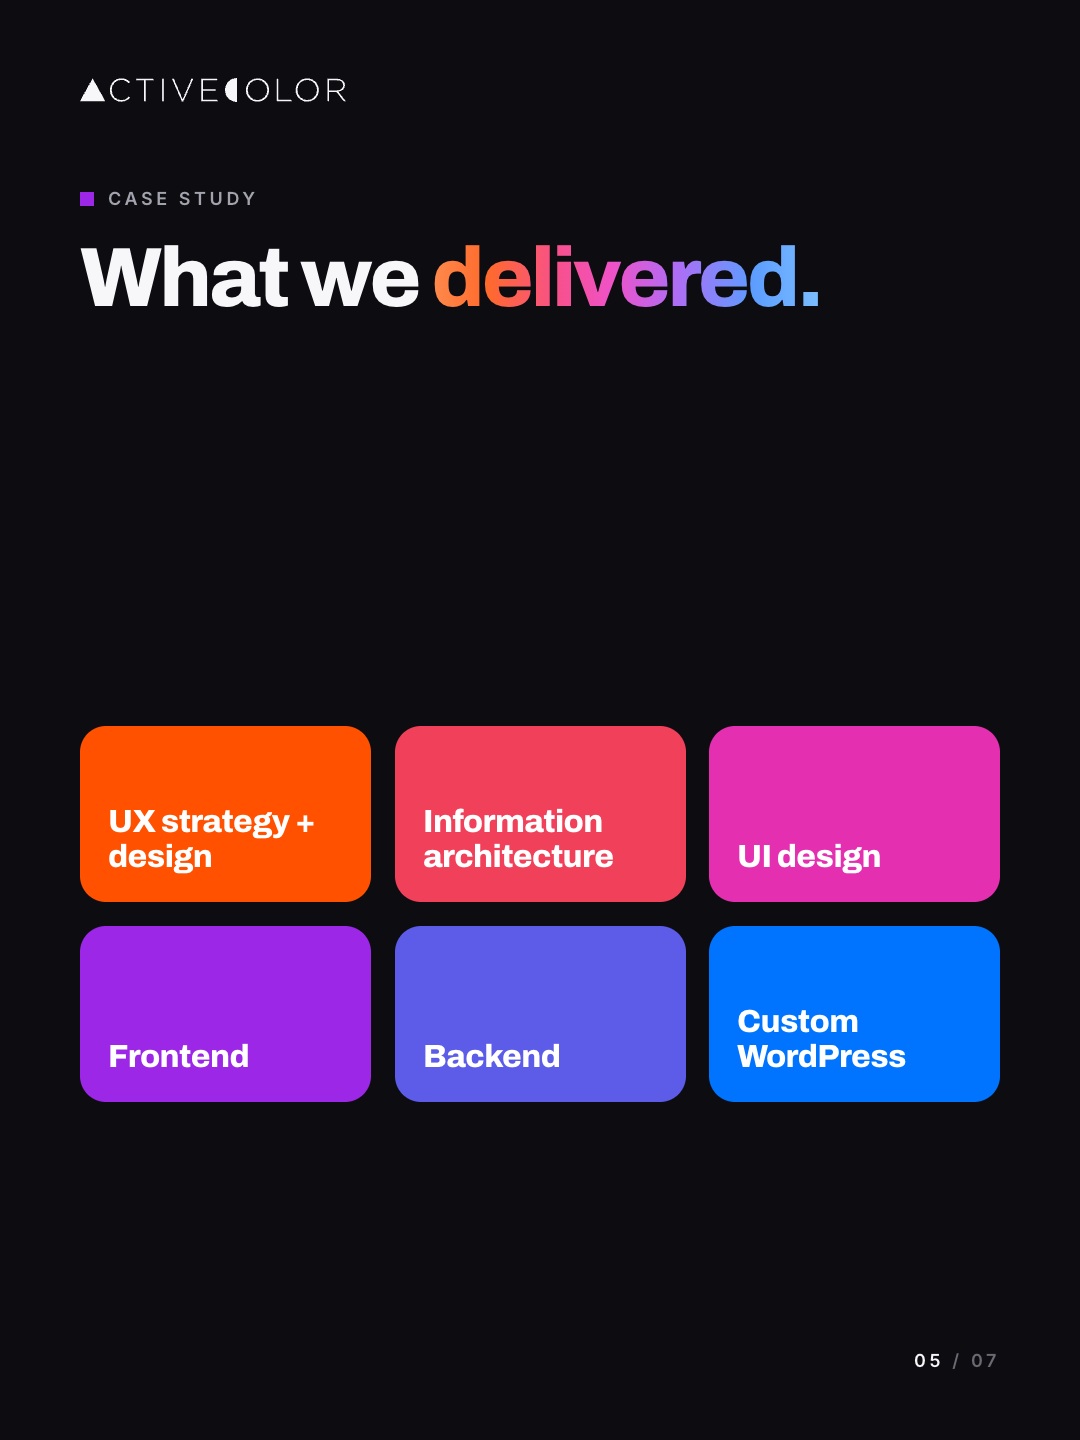 ACTIVECOLOR
CASE STUDY
What we delivered.
UX strategy +
design
Information
architecture
UI design
Frontend
Backend
Custom
WordPress
05 / 07